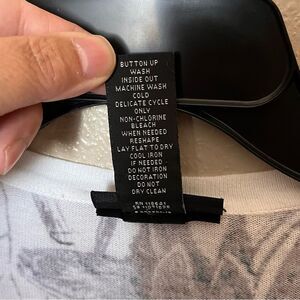 BUTTON UP
WASH
INSIDE OUT
MACHINE WASH
COLD
DELICATE CYCLE
ONLY
NON-CHLORINE
BLEACH
WHEN NEEDED
RESHAPE
LAY FLAT TO DRY
COOL IRON
IF NEEDED
DO NOT IRON
DECORATION
DO NOT
DRY CLEAN